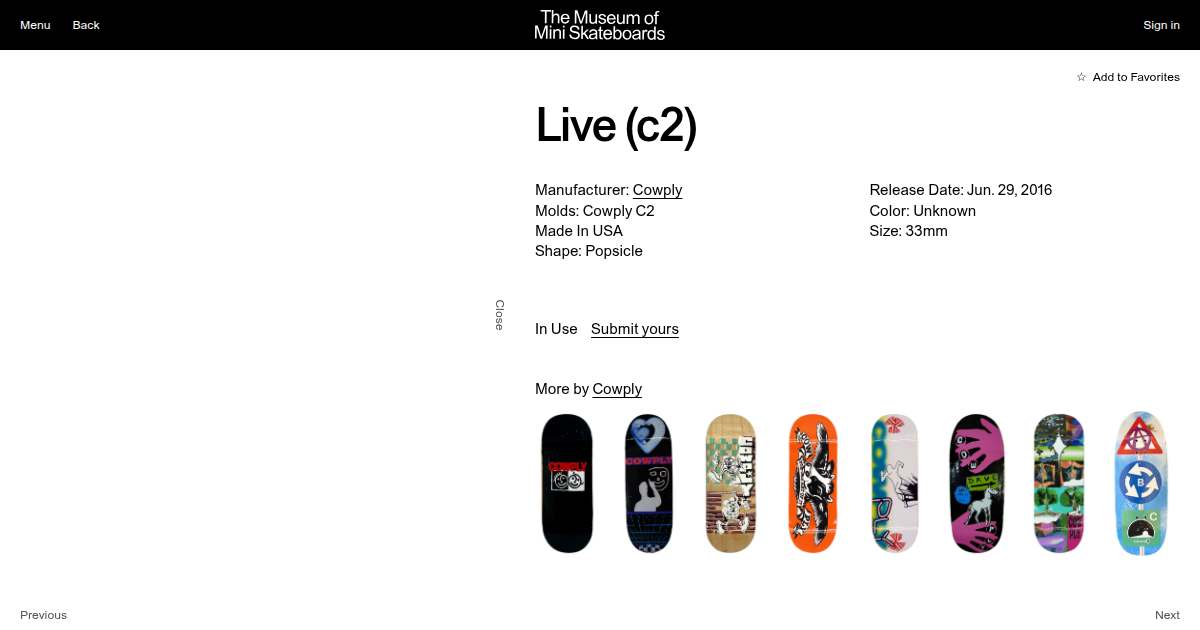 Menu
Back
The Museum of
Mini Skateboards
Sign in
☆ Add to Favorites
Live (c2)
Manufacturer: Cowply
Molds: Cowply C2
Made In USA
Shape: Popsicle
Release Date: Jun. 29, 2016
Color: Unknown
Size: 33mm
Close
In Use
Submit yours
More by Cowply
COWPLY
COWPLY
B
C
Previous
Next